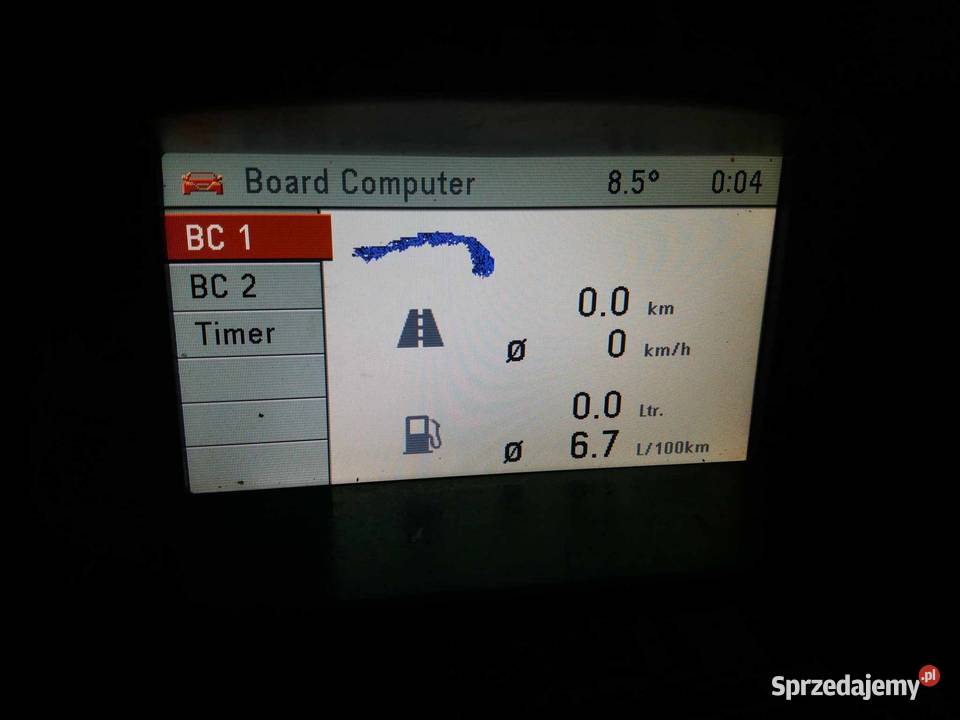 Board Computer 8.5° 0:04
BC 1
BC 2
Timer
0.0 km
ø 0 km/h
0.0 Ltr.
ø 6.7 L/100km
Sprzedajemy.pl